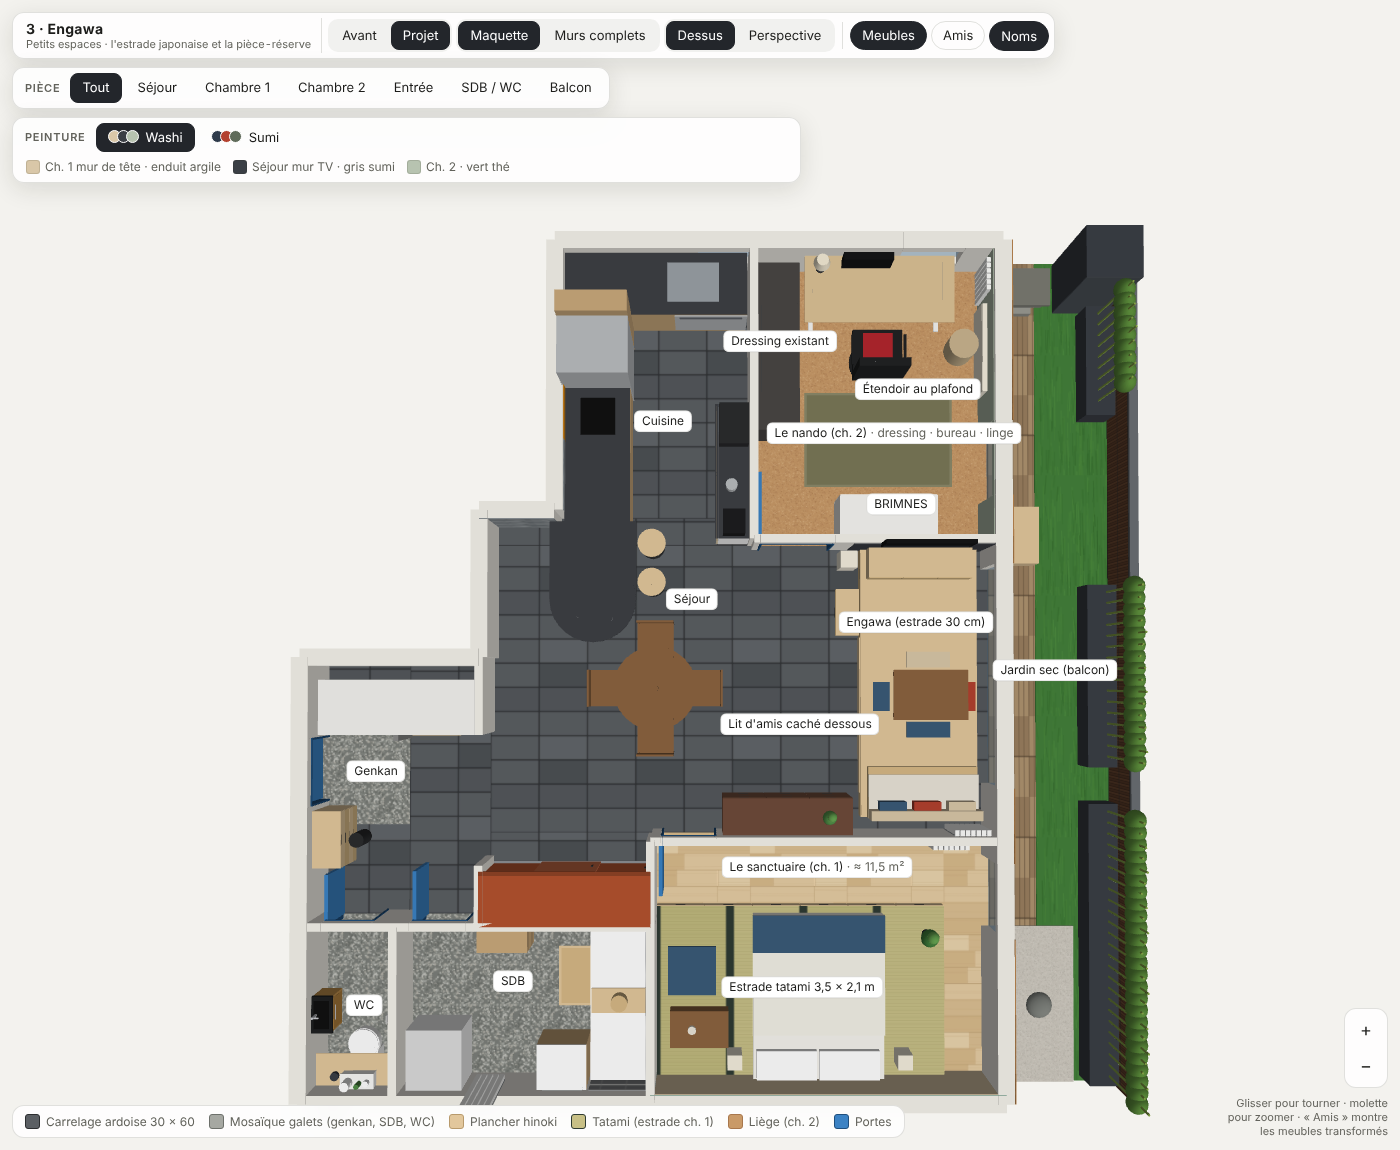 3 · Engawa
Petits espaces · l'estrade japonaise et la pièce-réserve
Avant Projet Maquette Murs complets Dessus Perspective Meubles Amis Noms
PIÈCE Tout Séjour Chambre 1 Chambre 2 Entrée SDB / WC Balcon
PEINTURE Washi Sumi
Ch. 1 mur de tête · enduit argile Séjour mur TV · gris sumi Ch. 2 · vert thé
Dressing existant
Étendoir au plafond
Cuisine
Le nando (ch. 2) · dressing · bureau · linge
BRIMNES
Séjour
Engawa (estrade 30 cm)
Jardin sec (balcon)
Lit d'amis caché dessous
Genkan
Le sanctuaire (ch. 1) · ≈ 11,5 m²
SDB
Estrade tatami 3,5 × 2,1 m
WC
+
−
Glisser pour tourner · molette
pour zoomer · « Amis » montre
les meubles transformés
Carrelage ardoise 30 × 60 Mosaïque galets (genkan, SDB, WC) Plancher hinoki Tatami (estrade ch. 1) Liège (ch. 2) Portes